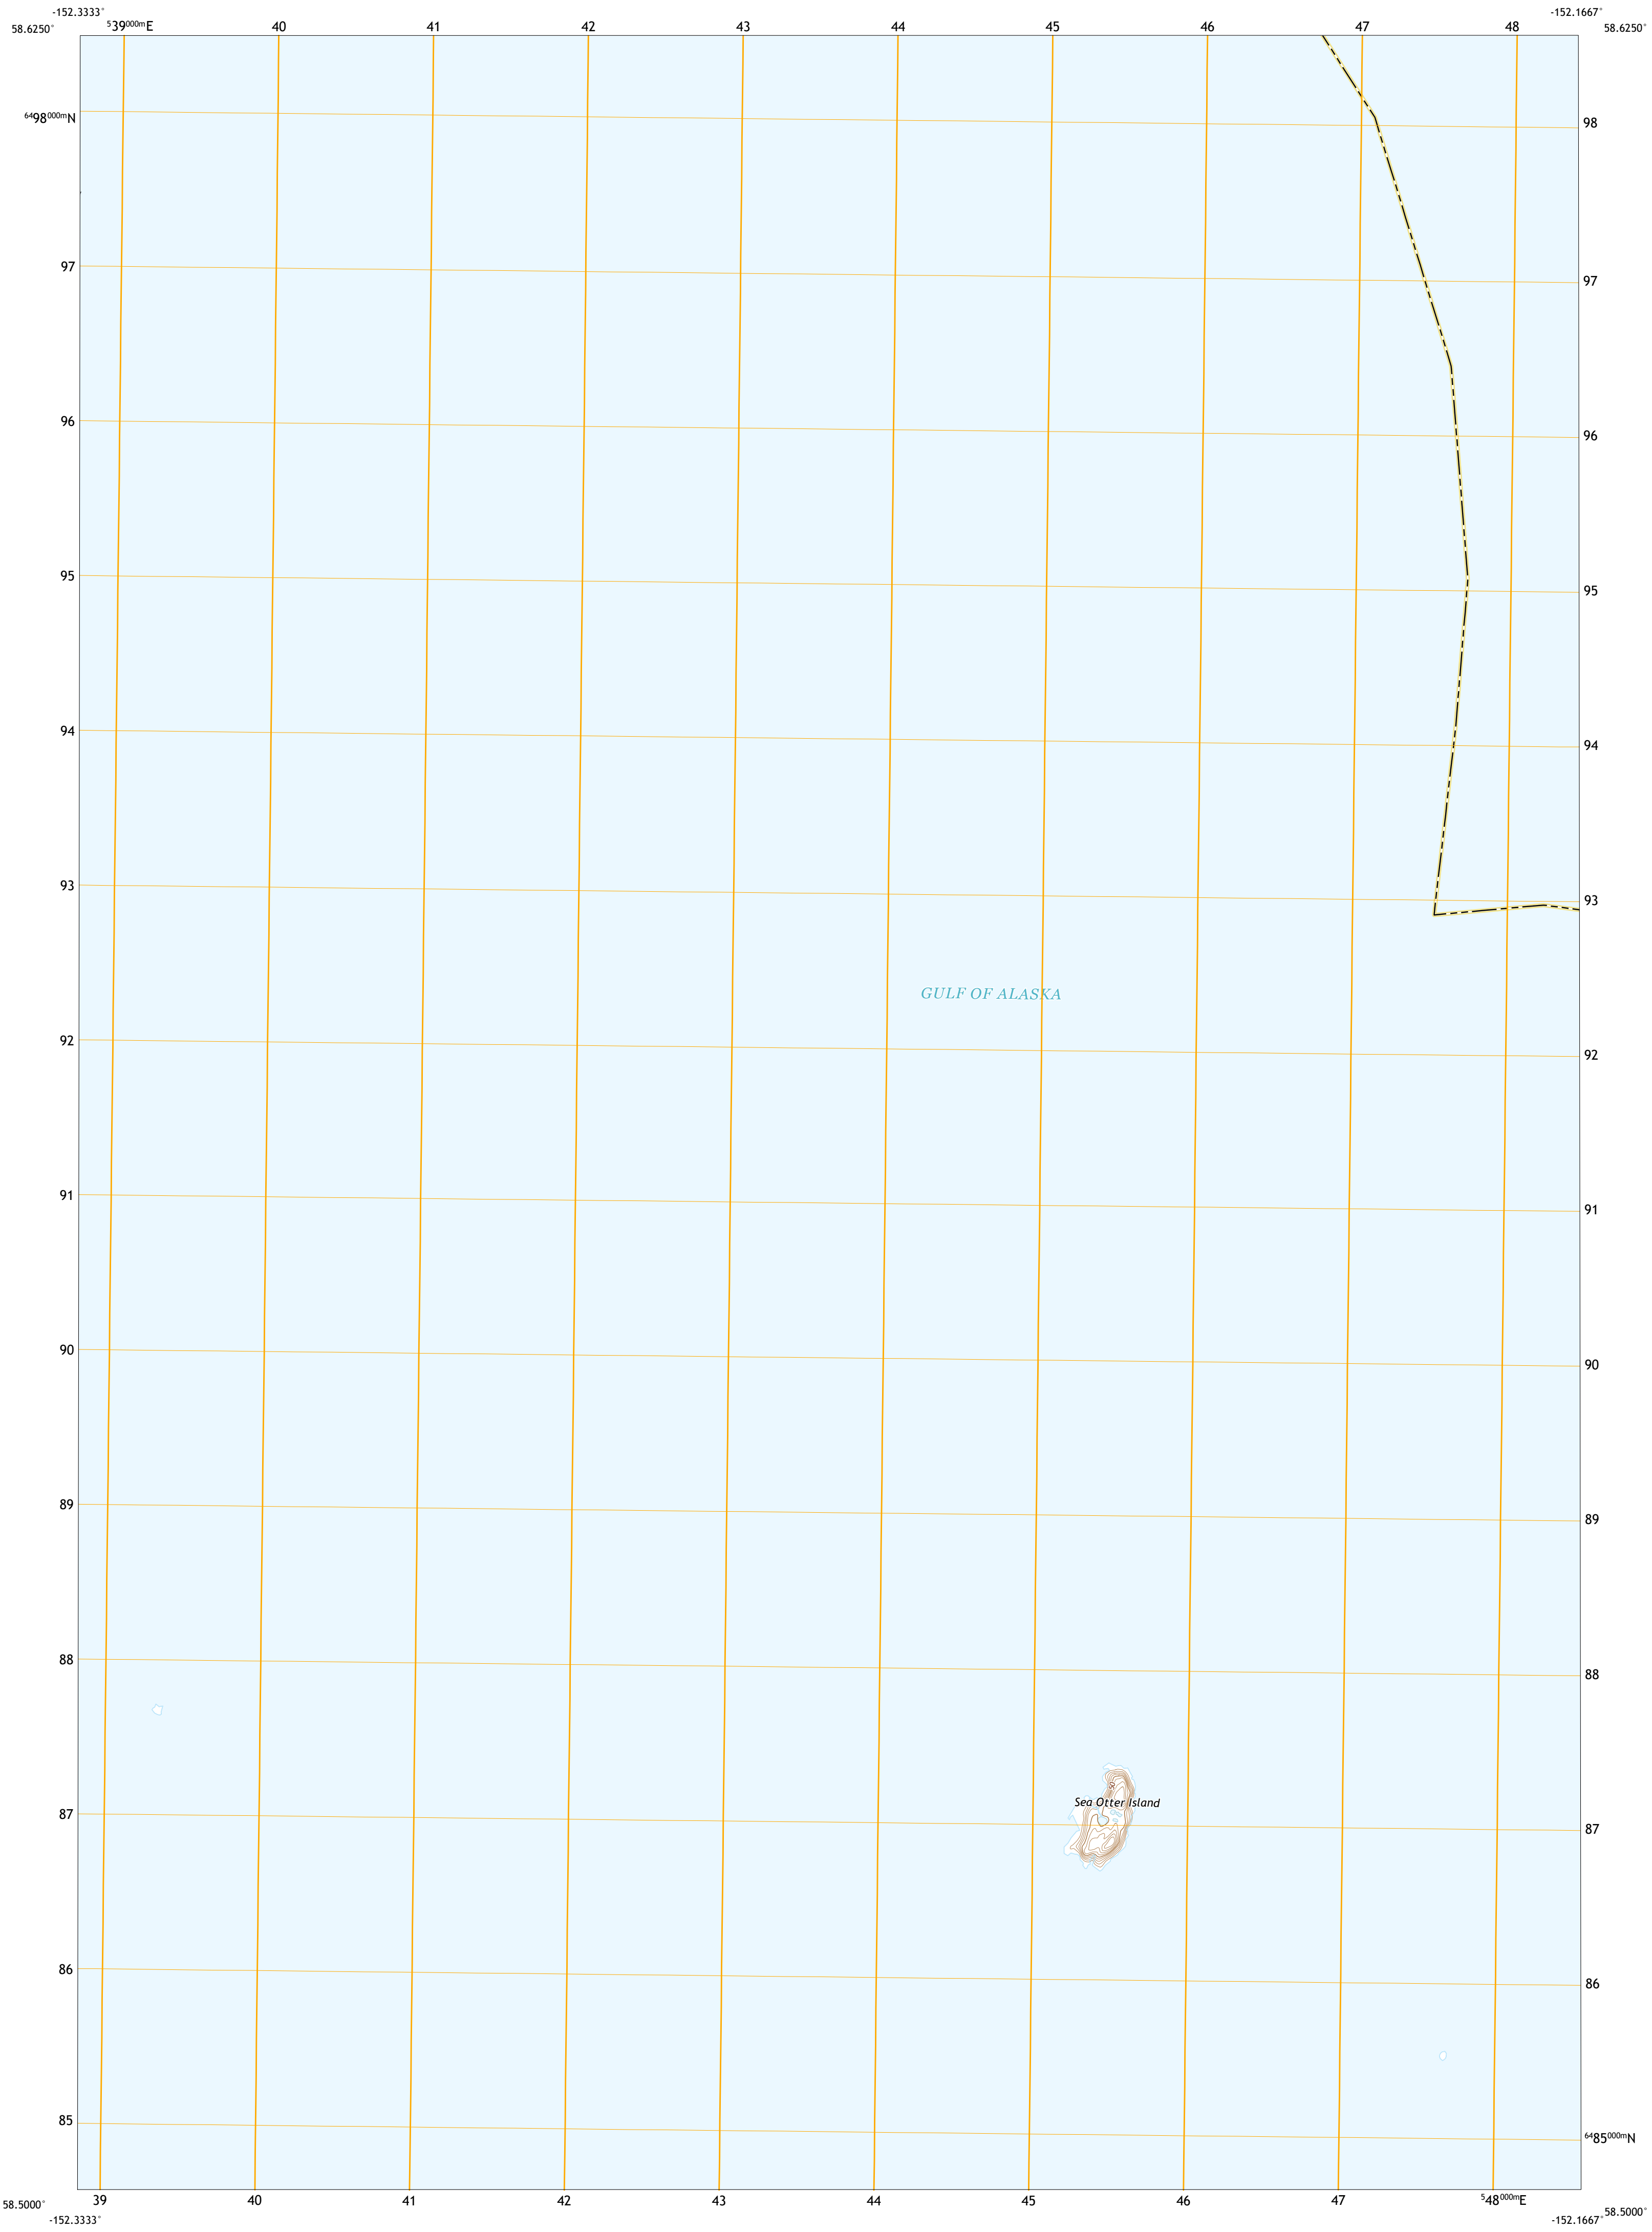 -152.3333° -152.1667°
58.6250° ⁵39⁰⁰⁰ᵐE 40 41 42 43 44 45 46 47 48 58.6250°
⁶⁴98⁰⁰⁰ᵐN 98
97 97
96 96
95 95
94 94
93 93
GULF OF ALASKA
92 92
91 91
90 90
89 89
88 88
50
Sea Otter Island
87 87
86 86
85 ⁶⁴85⁰⁰⁰ᵐN
58.5000° 39 40 41 42 43 44 45 46 47 ⁵48⁰⁰⁰ᵐE 58.5000°
-152.3333° -152.1667°